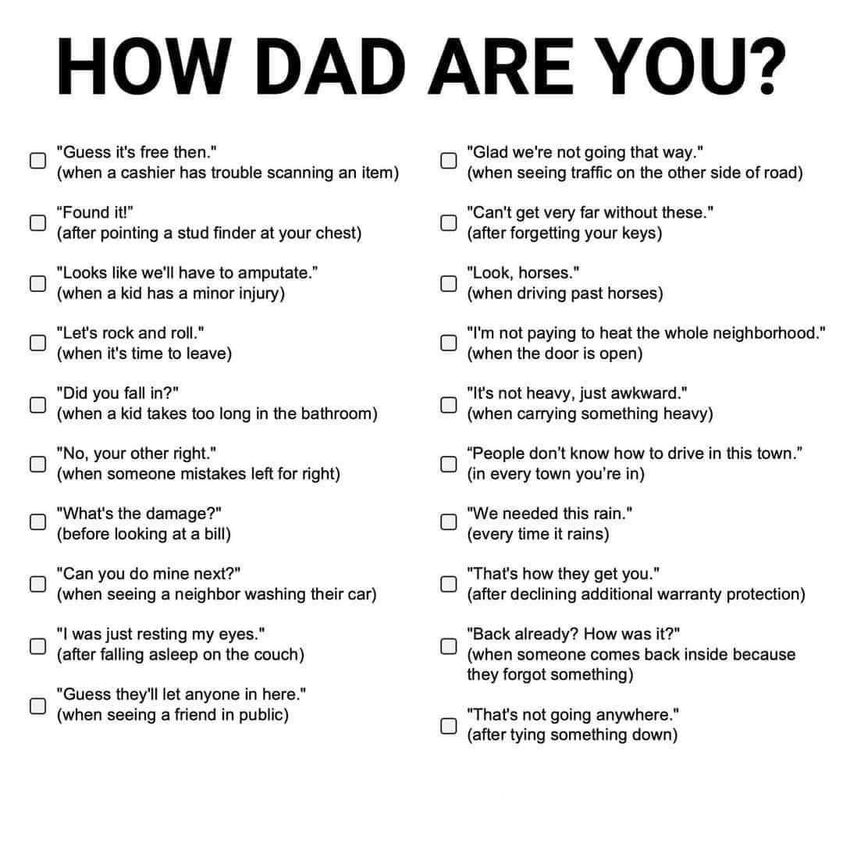 HOW DAD ARE YOU?
"Guess it's free then."
(when a cashier has trouble scanning an item)
“Found it!”
(after pointing a stud finder at your chest)
"Looks like we'll have to amputate.”
(when a kid has a minor injury)
"Let's rock and roll."
(when it's time to leave)
"Did you fall in?"
(when a kid takes too long in the bathroom)
"No, your other right."
(when someone mistakes left for right)
"What's the damage?"
(before looking at a bill)
"Can you do mine next?"
(when seeing a neighbor washing their car)
"I was just resting my eyes."
(after falling asleep on the couch)
"Guess they'll let anyone in here."
(when seeing a friend in public)
"Glad we're not going that way."
(when seeing traffic on the other side of road)
"Can't get very far without these."
(after forgetting your keys)
"Look, horses."
(when driving past horses)
"I'm not paying to heat the whole neighborhood."
(when the door is open)
"It's not heavy, just awkward."
(when carrying something heavy)
“People don’t know how to drive in this town.”
(in every town you’re in)
"We needed this rain."
(every time it rains)
"That's how they get you."
(after declining additional warranty protection)
"Back already? How was it?"
(when someone comes back inside because
they forgot something)
"That's not going anywhere."
(after tying something down)